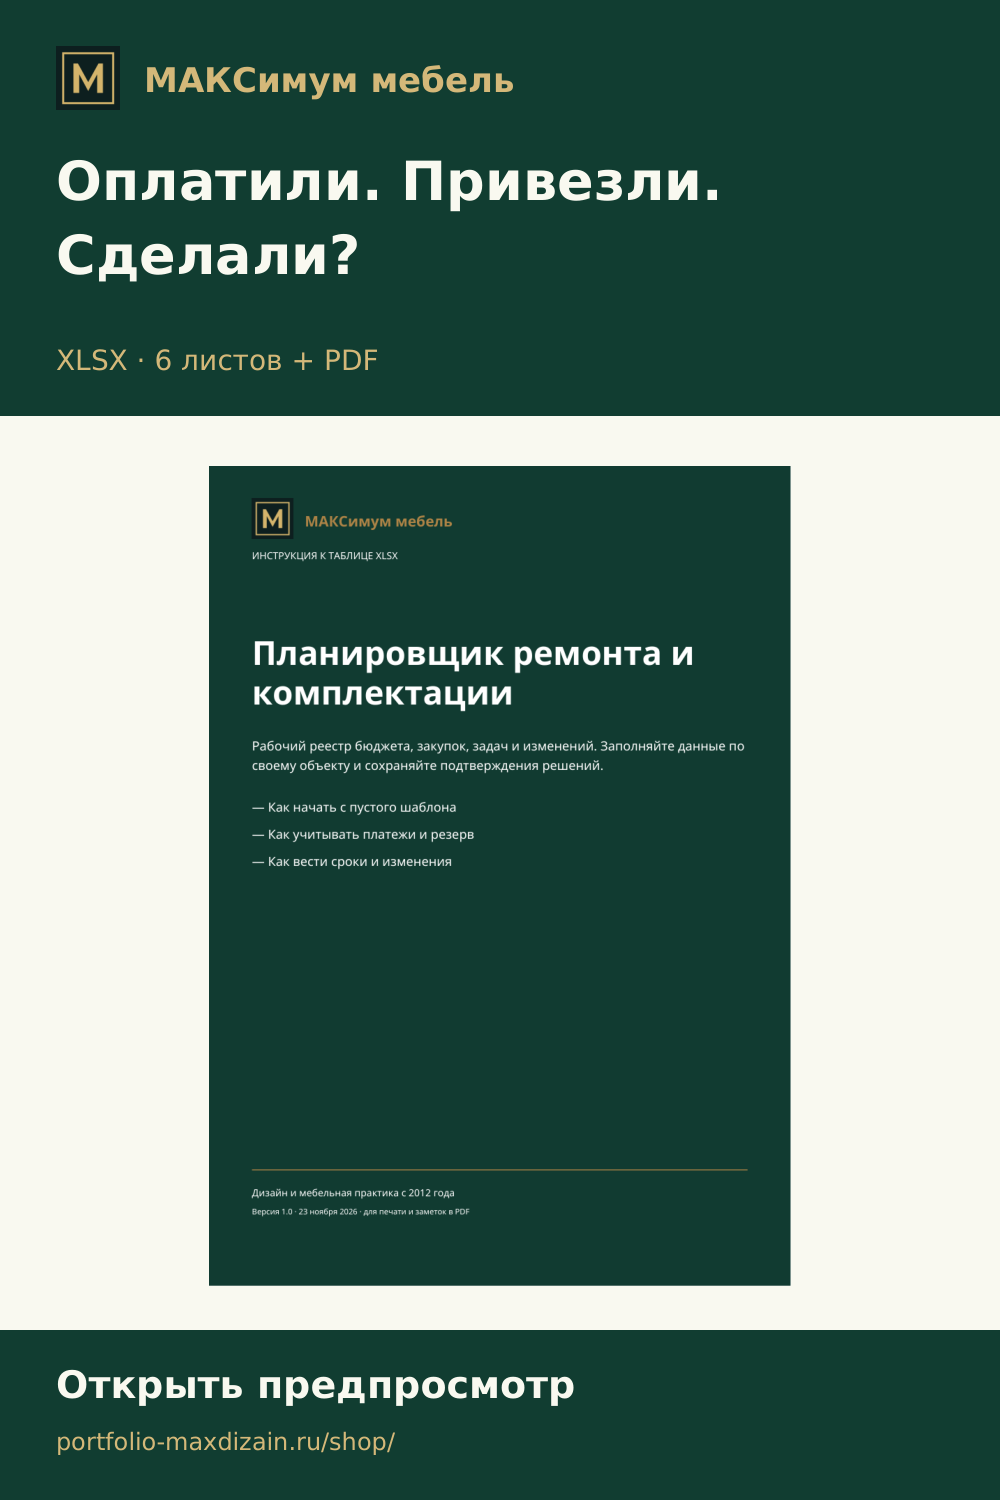 M
МАКСимум мебель
Оплатили. Привезли.
Сделали?
XLSX · 6 листов + PDF
M
МАКСимум мебель
ИНСТРУКЦИЯ К ТАБЛИЦЕ XLSX
Планировщик ремонта и
комплектации
Рабочий реестр бюджета, закупок, задач и изменений. Заполняйте данные по
своему объекту и сохраняйте подтверждения решений.
— Как начать с пустого шаблона
— Как учитывать платежи и резерв
— Как вести сроки и изменения
Дизайн и мебельная практика с 2012 года
Версия 1.0 · 23 ноября 2026 · для печати и заметок в PDF
Открыть предпросмотр
portfolio-maxdizain.ru/shop/